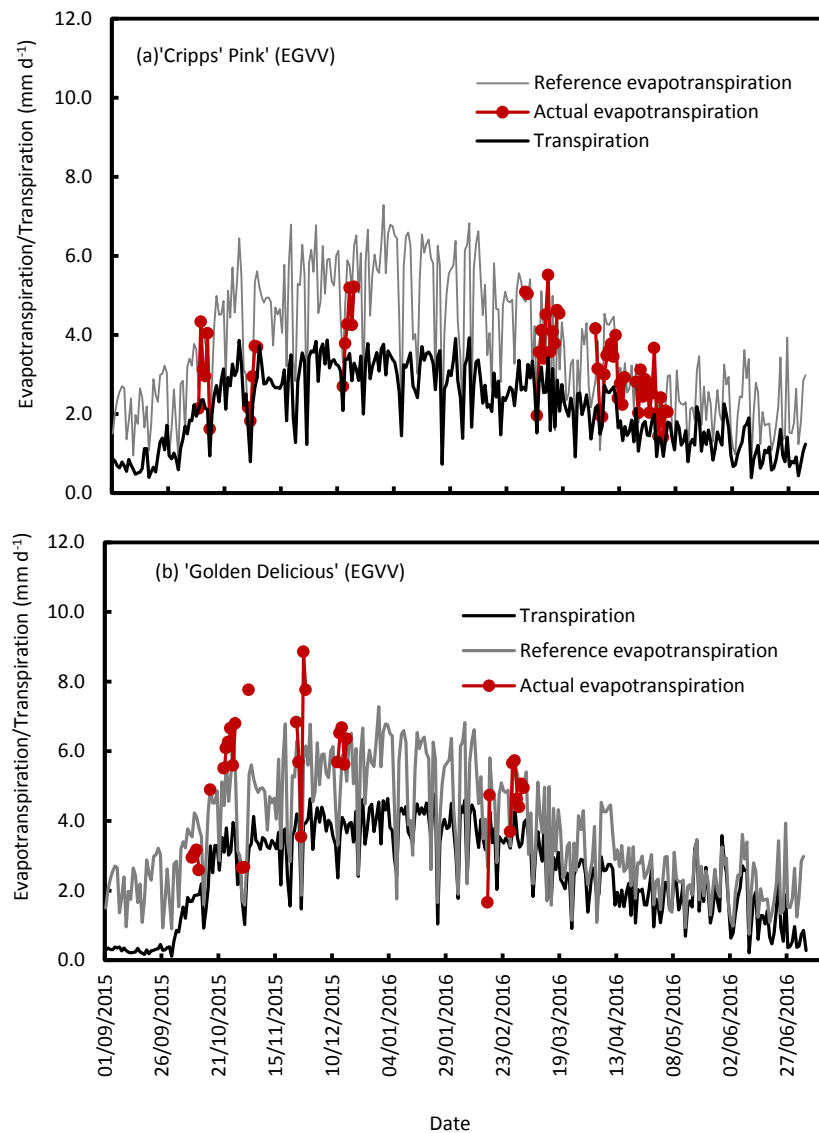 12.0
10.0
8.0
6.0
4.0
2.0
0.0
Evapotranspiration/Transpiration (mm d-1)
(a)'Cripps' Pink' (EGVV)
Reference evapotranspiration
Actual evapotranspiration
Transpiration
12.0
10.0
8.0
6.0
4.0
2.0
0.0
Evapotranspiration/Transpiration (mm d-1)
(b) 'Golden Delicious' (EGVV)
Transpiration
Reference evapotranspiration
Actual evapotranspiration
01/09/2015
26/09/2015
21/10/2015
15/11/2015
10/12/2015
04/01/2016
29/01/2016
23/02/2016
19/03/2016
13/04/2016
08/05/2016
02/06/2016
27/06/2016
Date